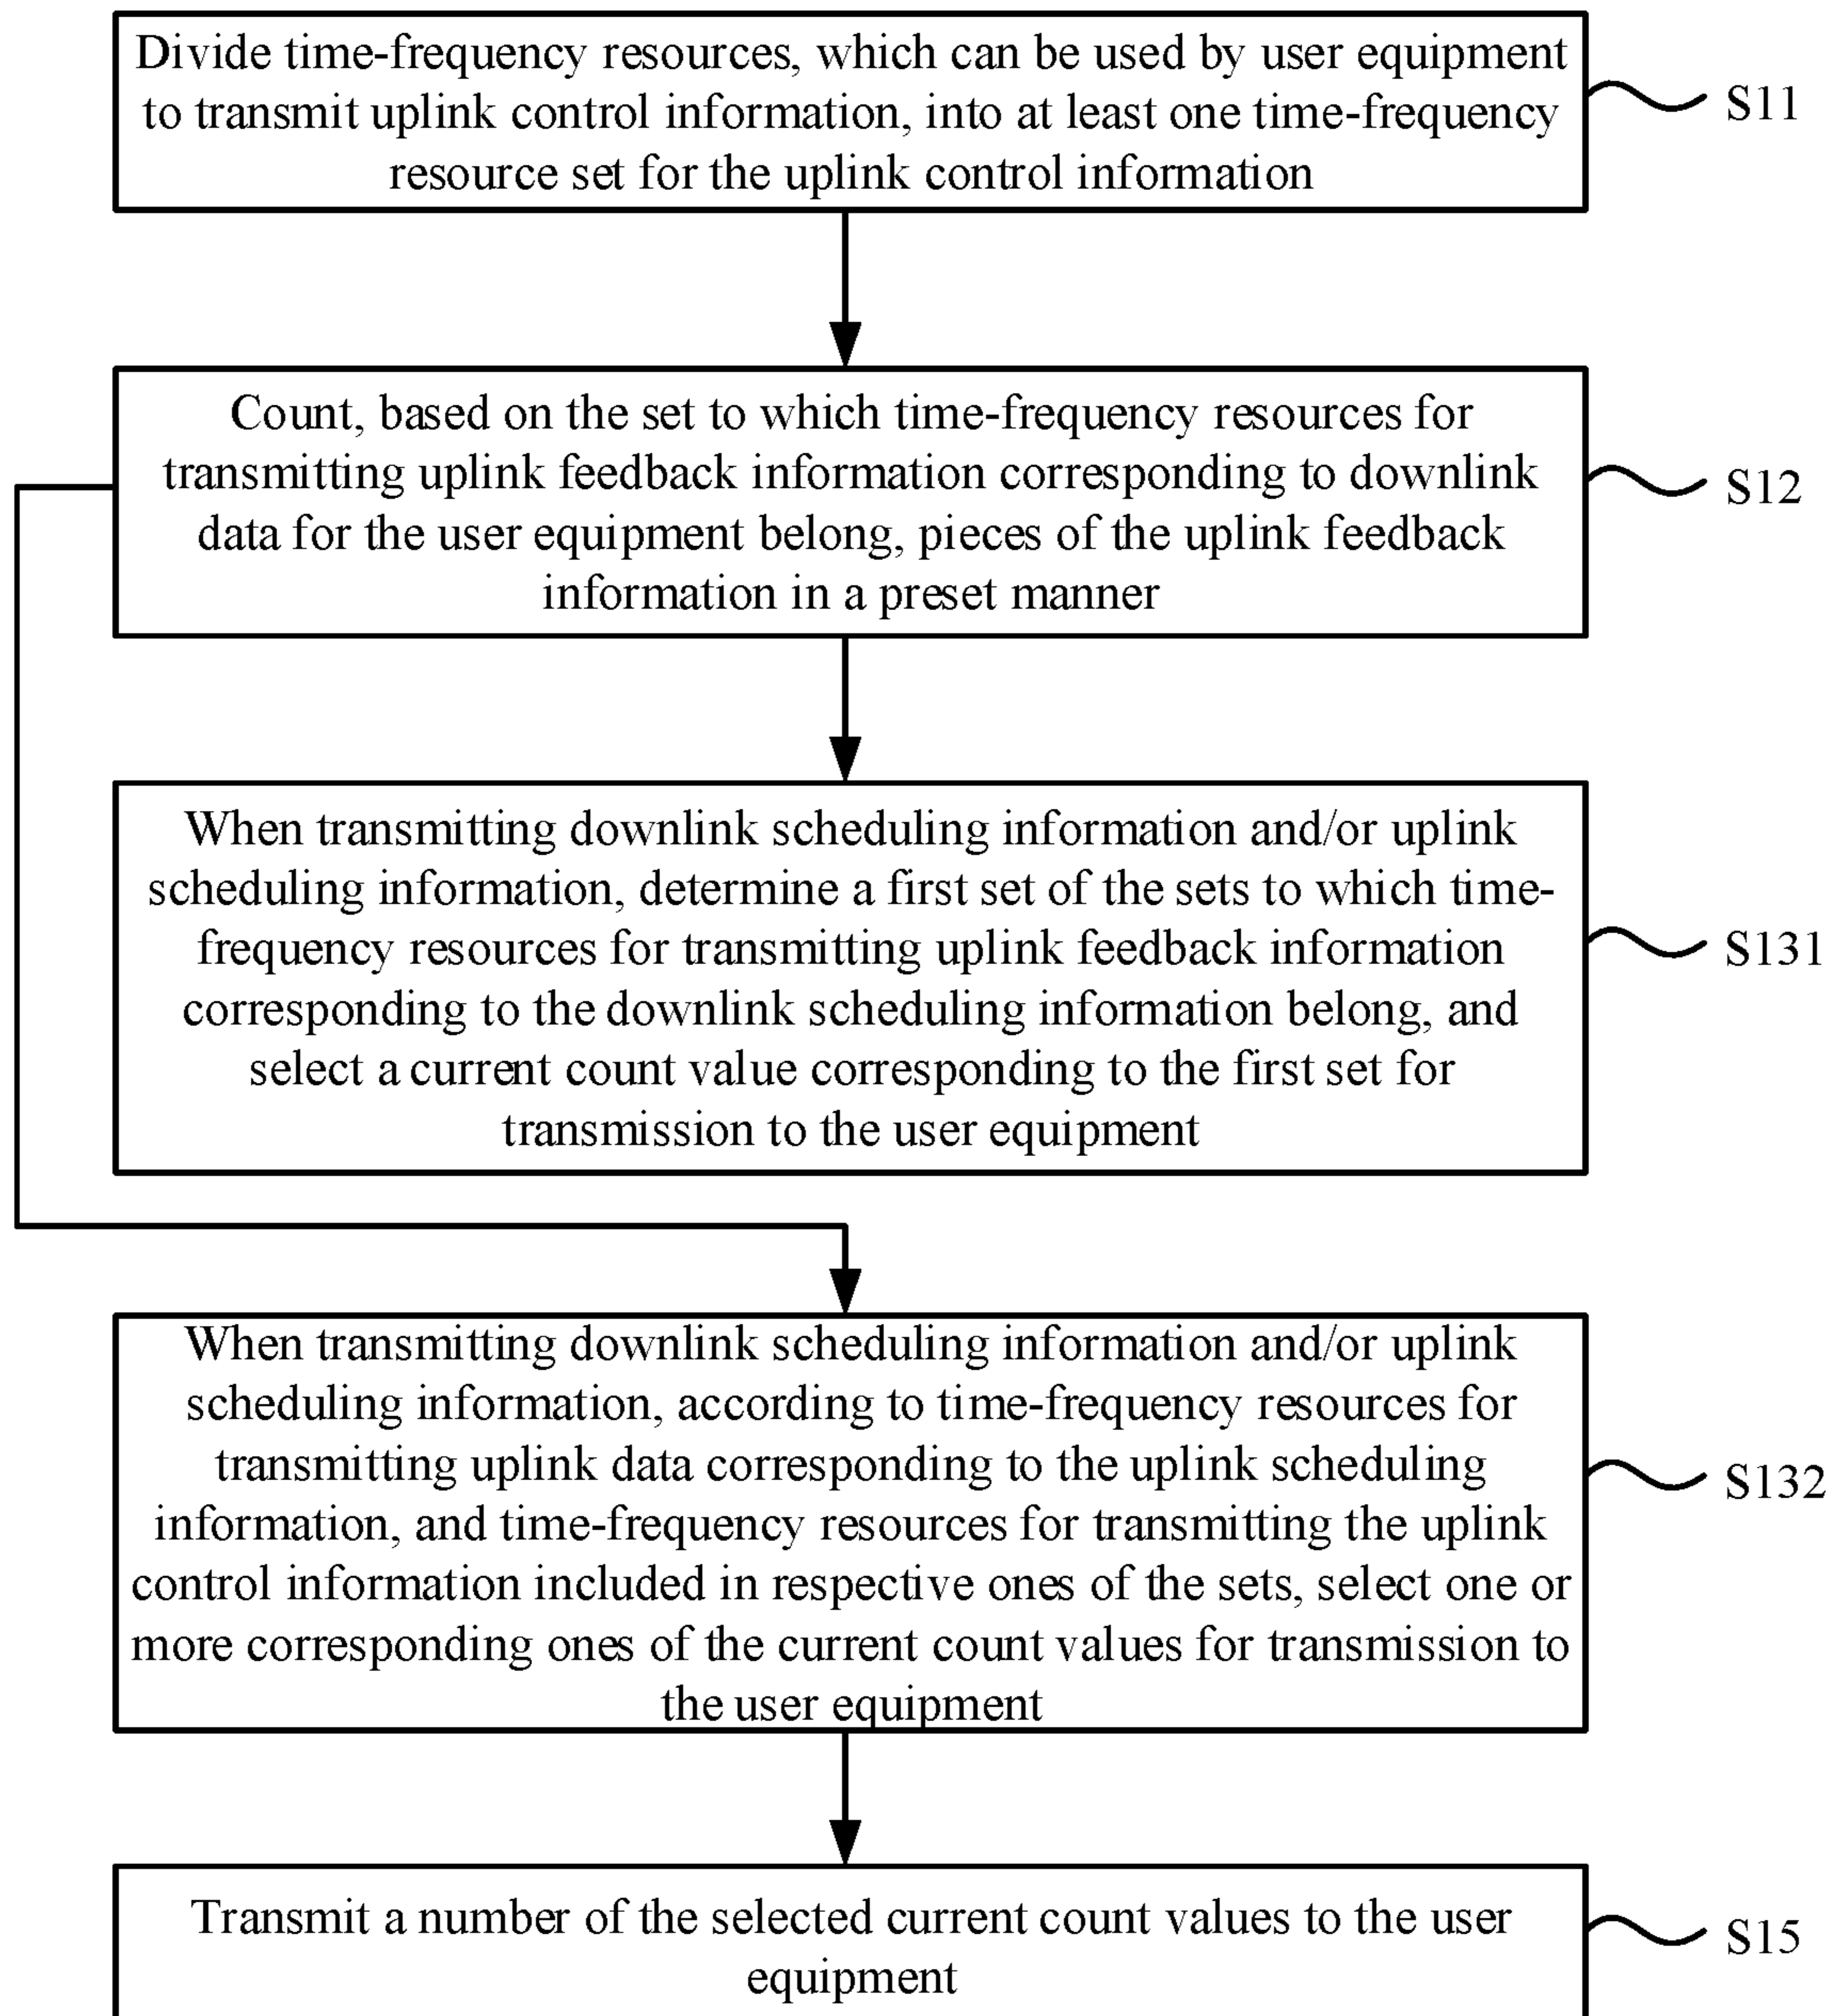 Divide time-frequency resources, which can be used by user equipment
to transmit uplink control information, into at least one time-frequency
resource set for the uplink control information
S11
Count, based on the set to which time-frequency resources for
transmitting uplink feedback information corresponding to downlink
data for the user equipment belong, pieces of the uplink feedback
information in a preset manner
S12
When transmitting downlink scheduling information and/or uplink
scheduling information, determine a first set of the sets to which time-
frequency resources for transmitting uplink feedback information
corresponding to the downlink scheduling information belong, and
select a current count value corresponding to the first set for
transmission to the user equipment
S131
When transmitting downlink scheduling information and/or uplink
scheduling information, according to time-frequency resources for
transmitting uplink data corresponding to the uplink scheduling
information, and time-frequency resources for transmitting the uplink
control information included in respective ones of the sets, select one or
more corresponding ones of the current count values for transmission to
the user equipment
S132
Transmit a number of the selected current count values to the user
equipment
S15